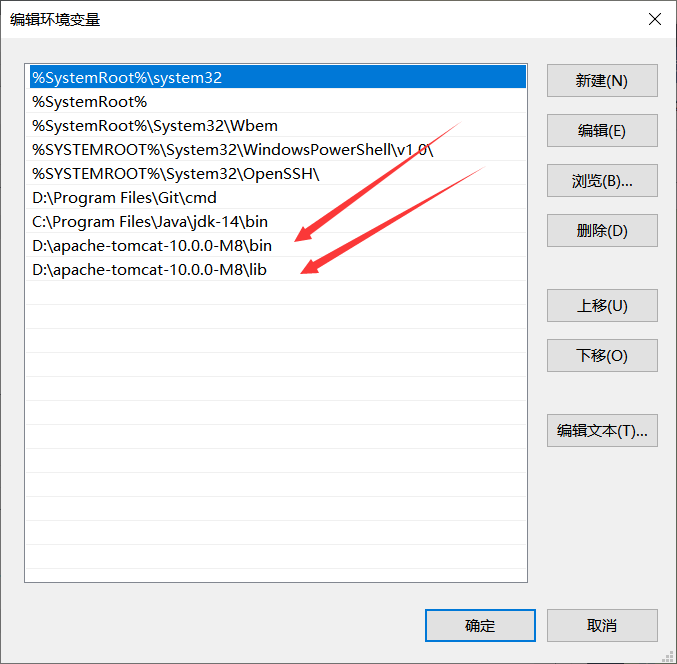 编辑环境变量
%SystemRoot%\system32
%SystemRoot%
%SystemRoot%\System32\Wbem
%SYSTEMROOT%\System32\WindowsPowerShell\v1.0\
%SYSTEMROOT%\System32\OpenSSH\
D:\Program Files\Git\cmd
C:\Program Files\Java\jdk-14\bin
D:\apache-tomcat-10.0.0-M8\bin
D:\apache-tomcat-10.0.0-M8\lib
新建(N)
编辑(E)
浏览(B)...
删除(D)
上移(U)
下移(O)
编辑文本(T)...
确定
取消